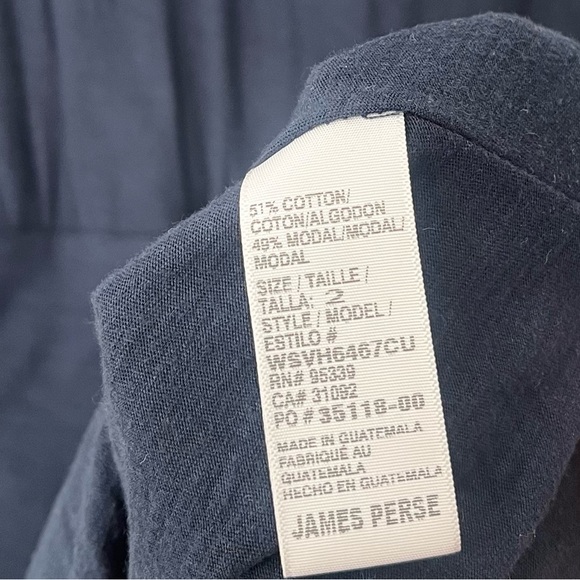 51% COTTON/
COTON/ALGODON
49% MODAL/MODAL/
MODAL
SIZE / TAILLE /
TALLA: 2
STYLE / MODEL /
ESTILO #
WSVH6467CU
RN# 95339
CA# 31092
PO # 35118-00
MADE IN GUATEMALA
FABRIQUÉ AU
GUATEMALA
HECHO EN GUATEMALA
JAMES PERSE